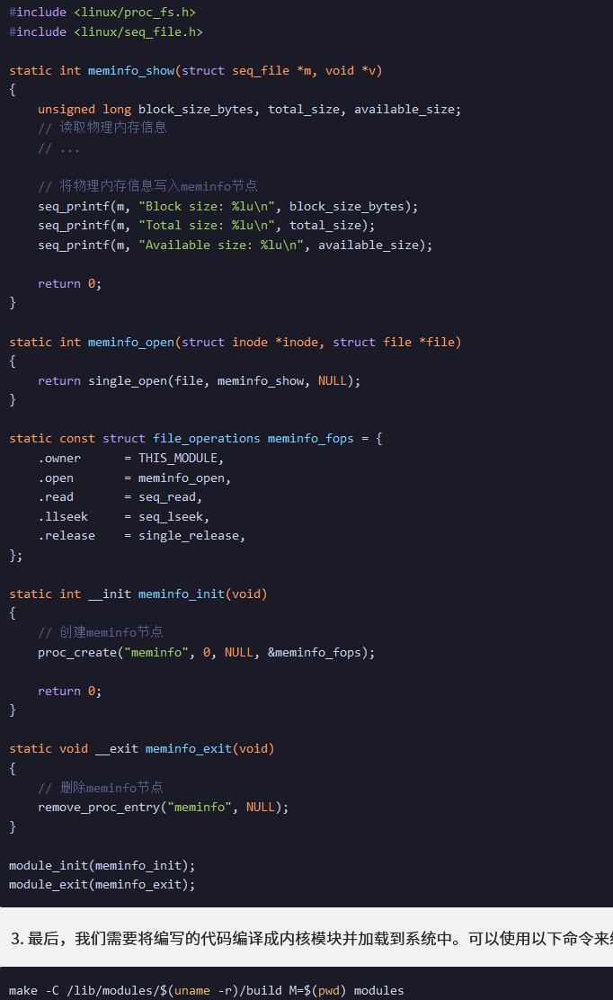 #include <linux/proc_fs.h>
#include <linux/seq_file.h>
static int meminfo_show(struct seq_file *m, void *v)
{
    unsigned long block_size_bytes, total_size, available_size;
    // 读取物理内存信息
    // ...
    // 将物理内存信息写入meminfo节点
    seq_printf(m, "Block size: %lu\n", block_size_bytes);
    seq_printf(m, "Total size: %lu\n", total_size);
    seq_printf(m, "Available size: %lu\n", available_size);
    return 0;
}
static int meminfo_open(struct inode *inode, struct file *file)
{
    return single_open(file, meminfo_show, NULL);
}
static const struct file_operations meminfo_fops = {
    .owner      = THIS_MODULE,
    .open       = meminfo_open,
    .read       = seq_read,
    .llseek     = seq_lseek,
    .release    = single_release,
};
static int __init meminfo_init(void)
{
    // 创建meminfo节点
    proc_create("meminfo", 0, NULL, &meminfo_fops);
    return 0;
}
static void __exit meminfo_exit(void)
{
    // 删除meminfo节点
    remove_proc_entry("meminfo", NULL);
}
module_init(meminfo_init);
module_exit(meminfo_exit);
3. 最后，我们需要将编写的代码编译成内核模块并加载到系统中。可以使用以下命令来
make -C /lib/modules/$(uname -r)/build M=$(pwd) modules